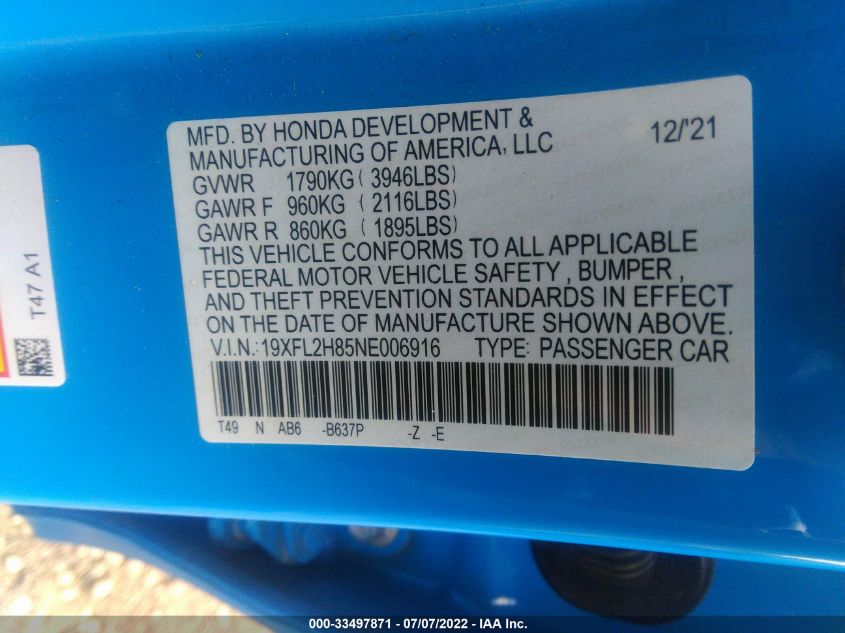 MFD. BY HONDA DEVELOPMENT & 12/'21
MANUFACTURING OF AMERICA, LLC
GVWR 1790KG ( 3946LBS)
GAWR F 960KG ( 2116LBS)
GAWR R 860KG ( 1895LBS)
THIS VEHICLE CONFORMS TO ALL APPLICABLE
FEDERAL MOTOR VEHICLE SAFETY , BUMPER ,
AND THEFT PREVENTION STANDARDS IN EFFECT
ON THE DATE OF MANUFACTURE SHOWN ABOVE.
V.I.N.: 19XFL2H85NE006916 TYPE: PASSENGER CAR
T49 N AB6 -B637P -Z -E
T47 A1
000-33497871 / 07/07/2022 - IAA Inc.